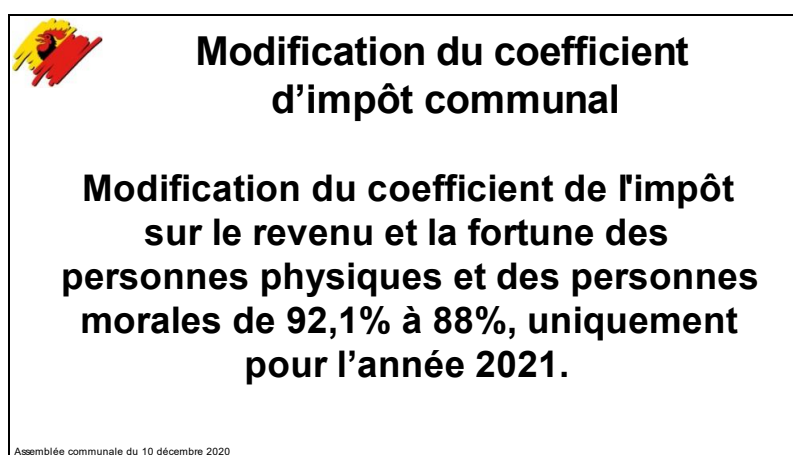 Modification du coefficient
d’impôt communal
Modification du coefficient de l'impôt
sur le revenu et la fortune des
personnes physiques et des personnes
morales de 92,1% à 88%, uniquement
pour l’année 2021.
Assemblée communale du 10 décembre 2020